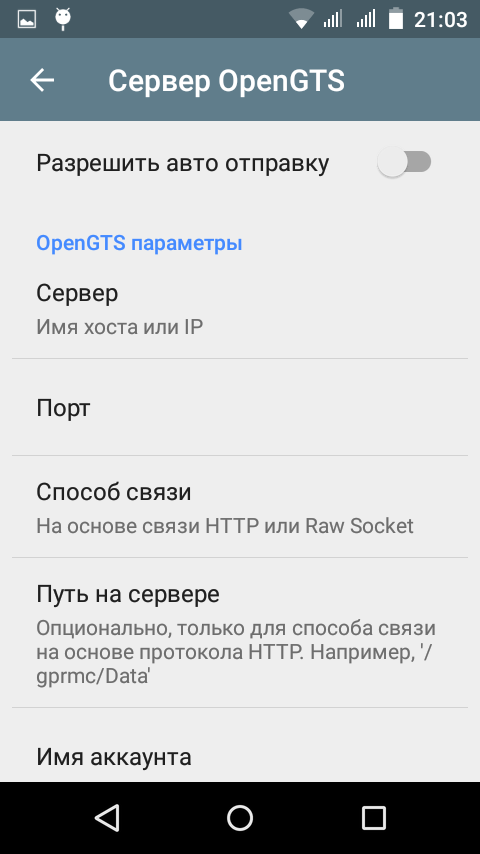 21:03
Сервер OpenGTS
Разрешить авто отправку
OpenGTS параметры
Сервер
Имя хоста или IP
Порт
Способ связи
На основе связи HTTP или Raw Socket
Путь на сервере
Опционально, только для способа связи
на основе протокола HTTP. Например, '/
gprmc/Data'
Имя аккаунта